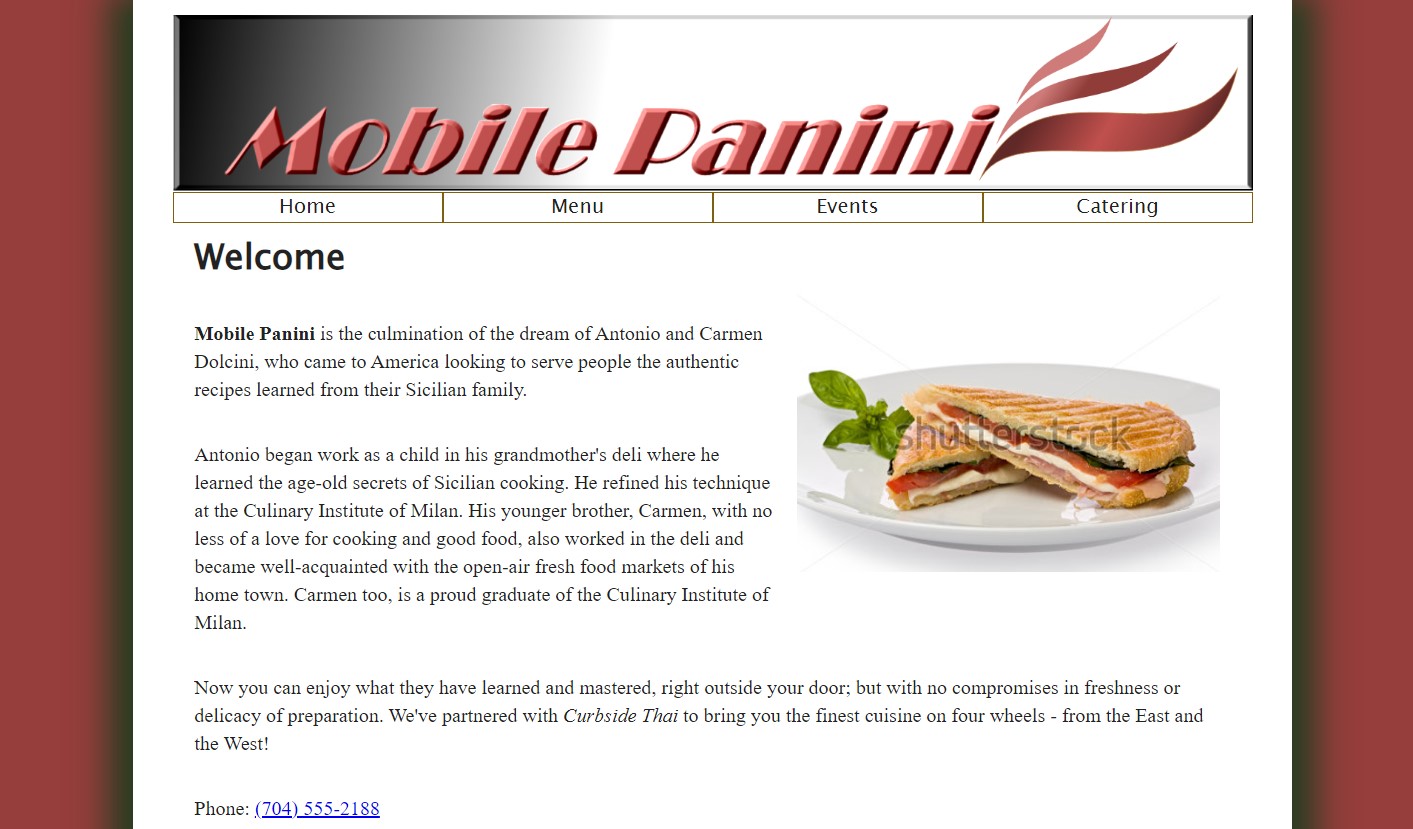 Mobile Panini
Home Menu Events Catering
Welcome
Mobile Panini is the culmination of the dream of Antonio and Carmen
Dolcini, who came to America looking to serve people the authentic
recipes learned from their Sicilian family.
shutterstock
Antonio began work as a child in his grandmother's deli where he
learned the age-old secrets of Sicilian cooking. He refined his technique
at the Culinary Institute of Milan. His younger brother, Carmen, with no
less of a love for cooking and good food, also worked in the deli and
became well-acquainted with the open-air fresh food markets of his
home town. Carmen too, is a proud graduate of the Culinary Institute of
Milan.
Now you can enjoy what they have learned and mastered, right outside your door; but with no compromises in freshness or
delicacy of preparation. We've partnered with Curbside Thai to bring you the finest cuisine on four wheels - from the East and
the West!
Phone: (704) 555-2188